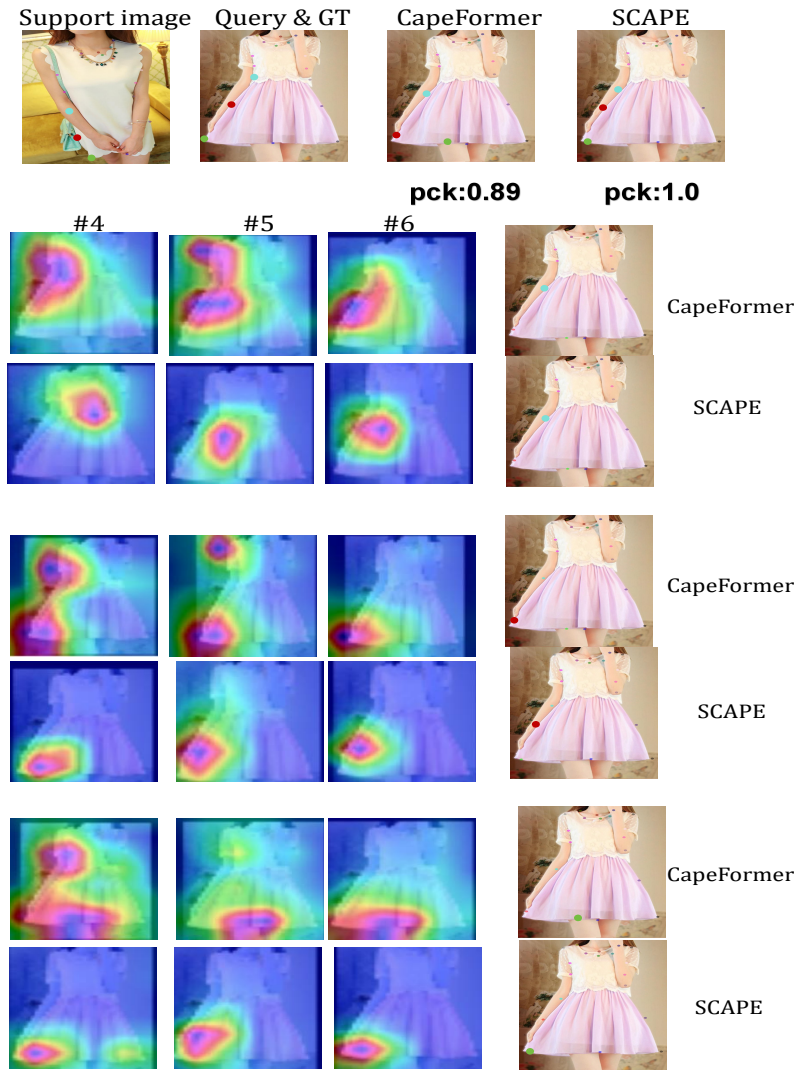 Support image Query & GT CapeFormer SCAPE
pck:0.89 pck:1.0
#4 #5 #6
CapeFormer
SCAPE
CapeFormer
SCAPE
CapeFormer
SCAPE